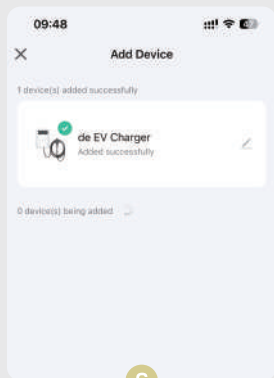 09:48
Add Device
1 device(s) added successfully
de EV Charger
Added successfully
0 device(s) being added